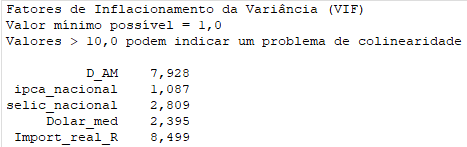 Fatores de Inflacionamento da Variância (VIF)
Valor mínimo possível = 1,0
Valores > 10,0 podem indicar um problema de colinearidade
D_AM 7,928
ipca_nacional 1,087
selic_nacional 2,809
Dolar_med 2,395
Import_real_R 8,499